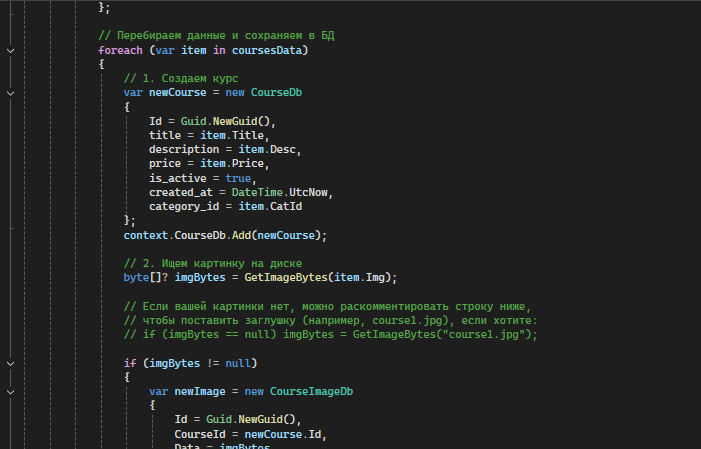 };
// Перебираем данные и сохраняем в БД
foreach (var item in coursesData)
{
// 1. Создаем курс
var newCourse = new CourseDb
{
Id = Guid.NewGuid(),
title = item.Title,
description = item.Desc,
price = item.Price,
is_active = true,
created_at = DateTime.UtcNow,
category_id = item.CatId
};
context.CourseDb.Add(newCourse);
// 2. Ищем картинку на диске
byte[]? imgBytes = GetImageBytes(item.Img);
// Если вашей картинки нет, можно раскомментировать строку ниже,
// чтобы поставить заглушку (например, course1.jpg), если хотите:
// if (imgBytes == null) imgBytes = GetImageBytes("course1.jpg");
if (imgBytes != null)
{
var newImage = new CourseImageDb
{
Id = Guid.NewGuid(),
CourseId = newCourse.Id,
Data = imgBytes